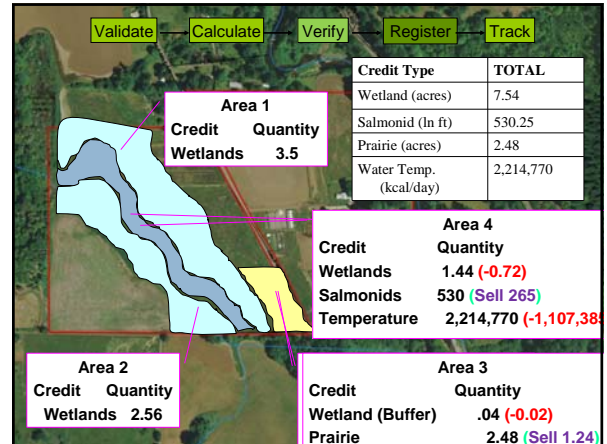 Validate Calculate Verify Register Track
Credit Type TOTAL
Wetland (acres) 7.54
Salmonid (ln ft) 530.25
Prairie (acres) 2.48
Water Temp. 2,214,770
(kcal/day)
Area 1
Credit Quantity
Wetlands 3.5
Area 4
Credit Quantity
Wetlands 1.44 (-0.72)
Salmonids 530 (Sell 265)
Temperature 2,214,770 (-1,107,385
Area 2
Credit Quantity
Wetlands 2.56
Area 3
Credit Quantity
Wetland (Buffer) .04 (-0.02)
Prairie 2.48 (Sell 1.24)